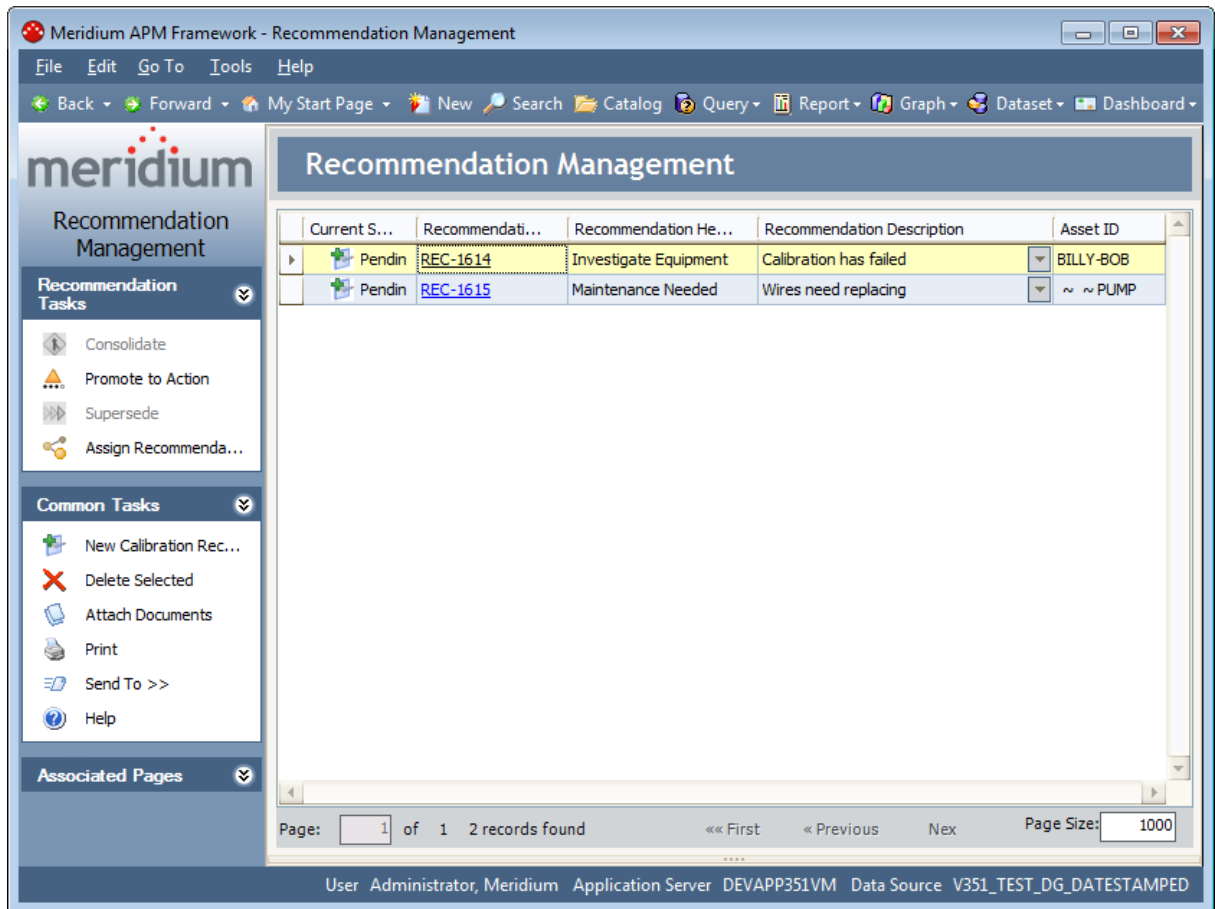 Meridium APM Framework - Recommendation Management
File Edit Go To Tools Help
Back Forward My Start Page New Search Catalog Query Report Graph Dataset Dashboard
meridium
Recommendation
Management
Recommendation
Tasks
Consolidate
Promote to Action
Supersede
Assign Recommenda...
Common Tasks
New Calibration Rec...
Delete Selected
Attach Documents
Print
Send To >>
Help
Associated Pages
Recommendation Management
Current S... Recommendati... Recommendation He... Recommendation Description Asset ID
Pendin REC-1614 Investigate Equipment Calibration has failed BILLY-BOB
Pendin REC-1615 Maintenance Needed Wires need replacing ~ ~ PUMP
Page: 1 of 1 2 records found «« First « Previous Nex Page Size: 1000
User Administrator, Meridium Application Server DEVAPP351VM Data Source V351_TEST_DG_DATESTAMPED